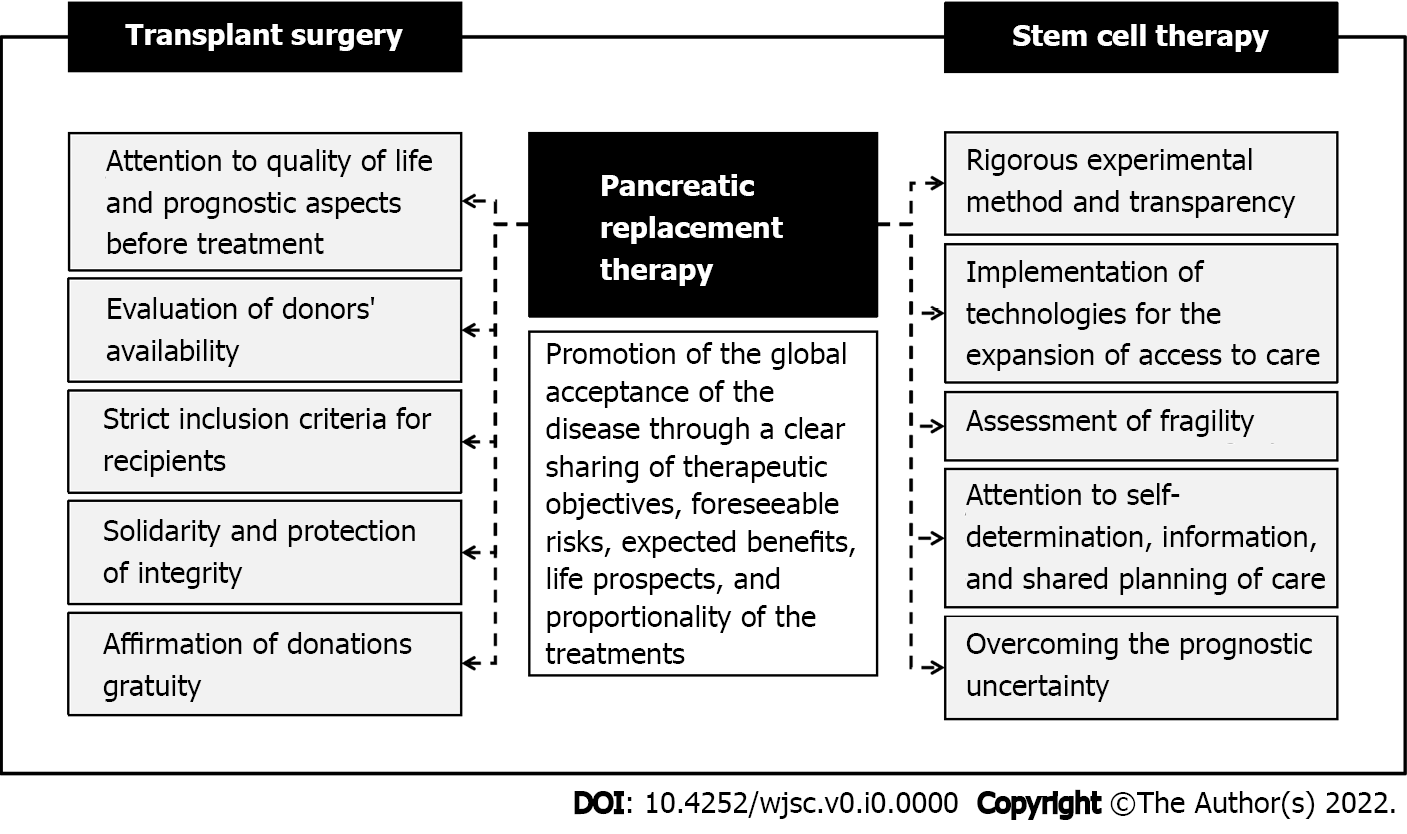 Transplant surgery
Stem cell therapy
Attention to quality of life
and prognostic aspects
before treatment
Evaluation of donors'
availability
Strict inclusion criteria for
recipients
Solidarity and protection
of integrity
Affirmation of donations
gratuity
Pancreatic
replacement
therapy
Promotion of the global
acceptance of the
disease through a clear
sharing of therapeutic
objectives, foreseeable
risks, expected benefits,
life prospects, and
proportionality of the
treatments
Rigorous experimental
method and transparency
Implementation of
technologies for the
expansion of access to care
Assessment of fragility
Attention to self-
determination, information,
and shared planning of care
Overcoming the prognostic
uncertainty
DOI: 10.4252/wjsc.v0.i0.0000 Copyright ©The Author(s) 2022.